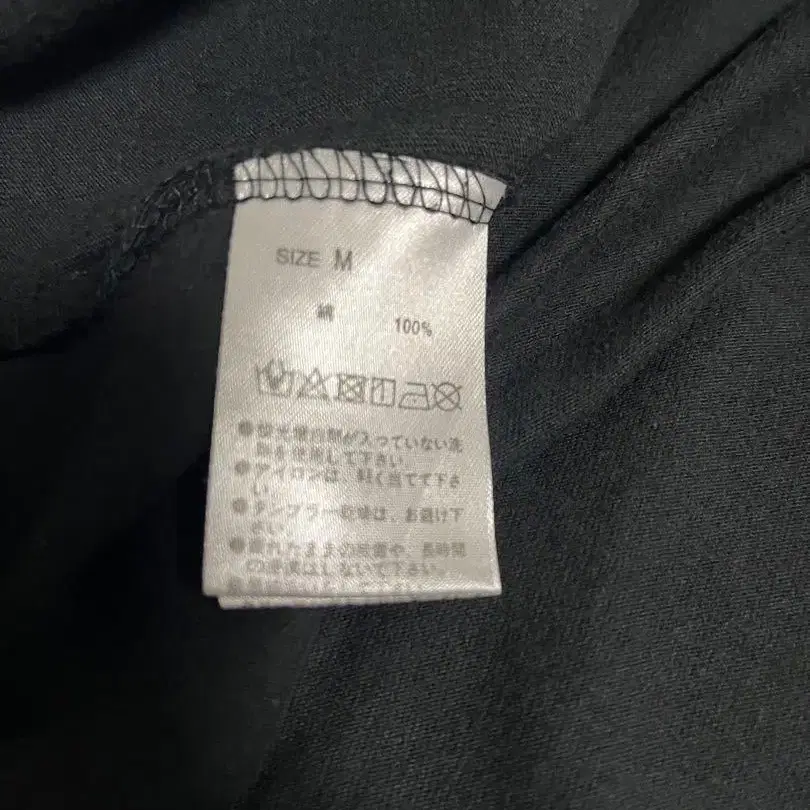 SIZE M
綿 100%
●蛍光増白剤が入っていない洗
剤を使用して下さい。
●アイロンは、軽く当てて下さ
い。
●タンブラー乾燥は、お避け下
さい。
●濡れたままの放置や、長時間
の浸漬はしないで下さい。